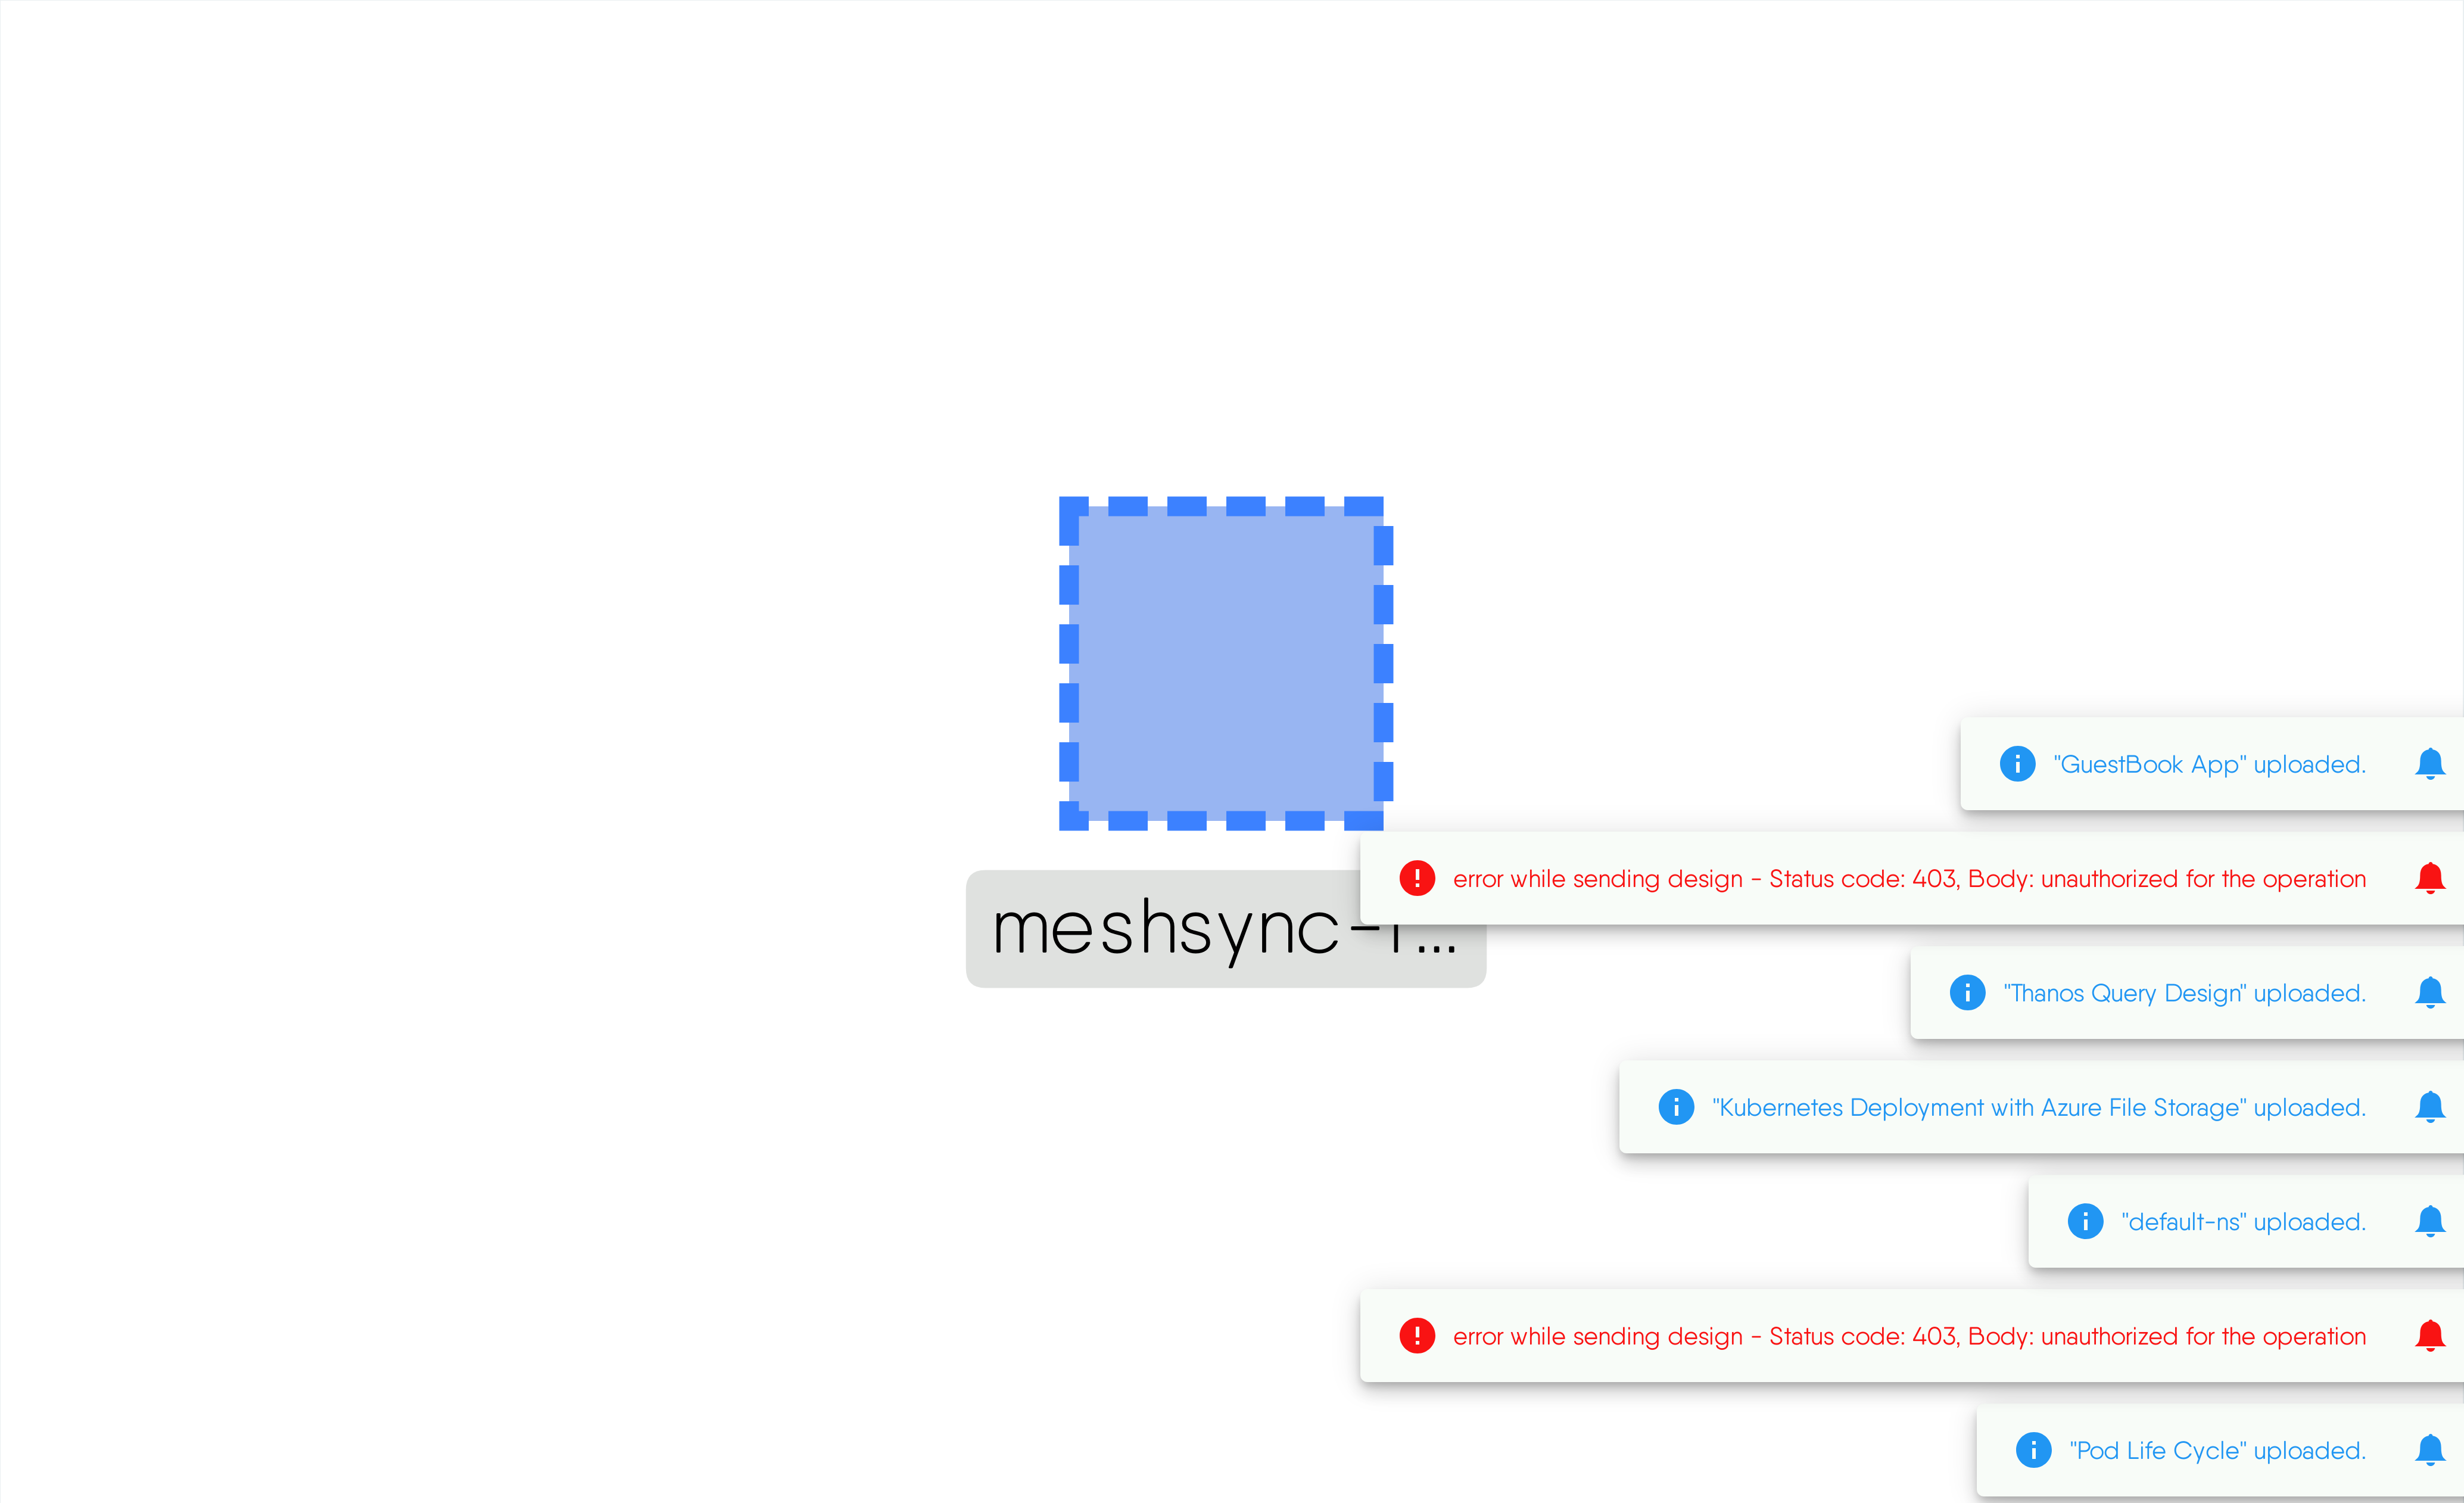 "GuestBook App" uploaded.
error while sending design - Status code: 403, Body: unauthorized for the operation
meshsync-r...
"Thanos Query Design" uploaded.
"Kubernetes Deployment with Azure File Storage" uploaded.
"default-ns" uploaded.
error while sending design - Status code: 403, Body: unauthorized for the operation
"Pod Life Cycle" uploaded.